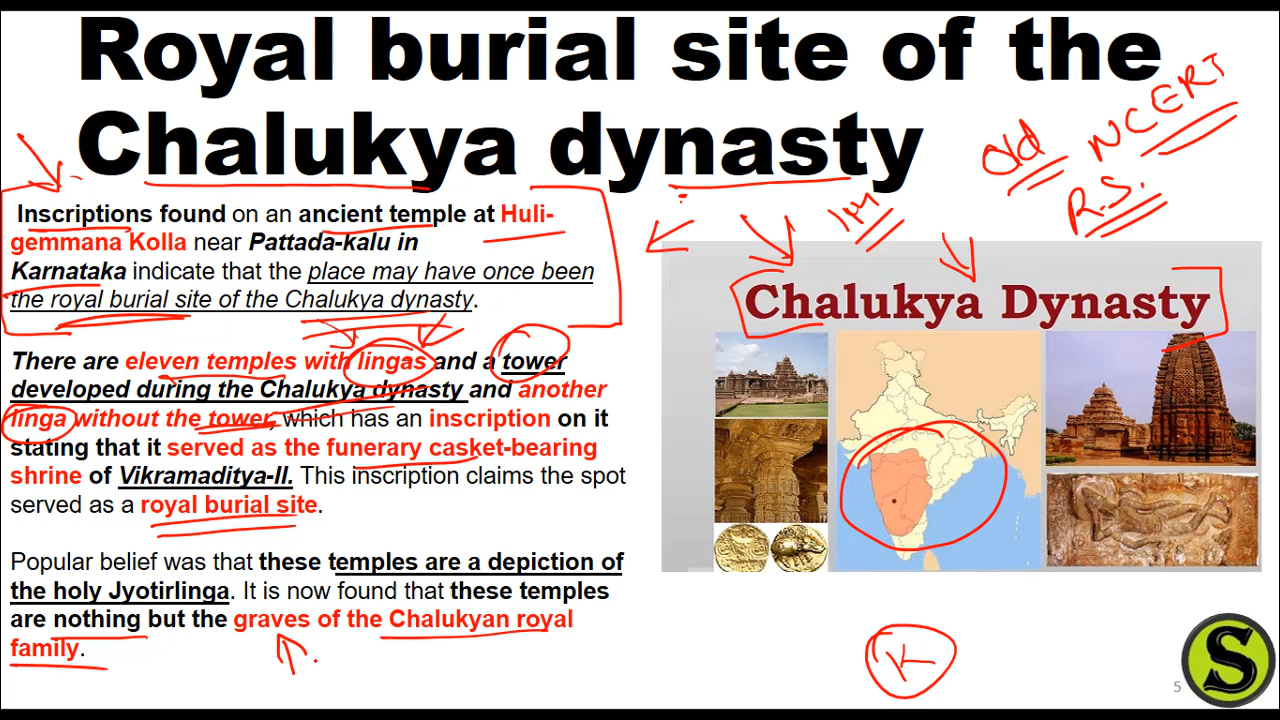 Royal burial site of the
Chalukya dynasty
Old NCERT
R.S.
Inscriptions found on an ancient temple at Huli-
gemmana Kolla near Pattada-kalu in
Karnataka indicate that the place may have once been
the royal burial site of the Chalukya dynasty.
There are eleven temples with lingas and a tower
developed during the Chalukya dynasty and another
linga without the tower, which has an inscription on it
stating that it served as the funerary casket-bearing
shrine of Vikramaditya-II. This inscription claims the spot
served as a royal burial site.
Popular belief was that these temples are a depiction of
the holy Jyotirlinga. It is now found that these temples
are nothing but the graves of the Chalukyan royal
family.
Chalukya Dynasty
K
5
S